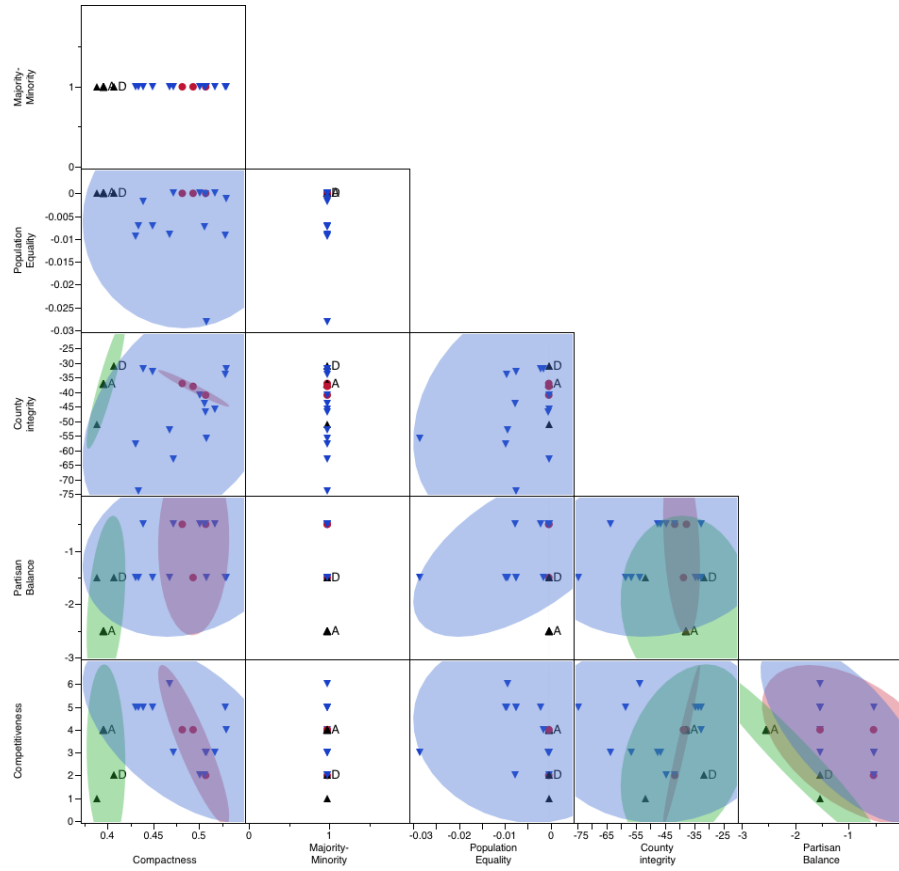 Majority-
Minority
1
0
A D
Population
Equality
0
-0.005
-0.01
-0.015
-0.02
-0.025
-0.03
A D
County
integrity
-25
-30
-35
-40
-45
-50
-55
-60
-65
-70
-75
D
A
D
A
D
A
Partisan
Balance
-1
-2
-3
D
A
D
A
D
A
D
A
Competitiveness
6
5
4
3
2
1
0
A
D
A
D
A
D
A
D
A
D
0.4 0.45 0.5
0 1
-0.03 -0.02 -0.01 0
-75 -65 -55 -45 -35 -25
-3 -2 -1
Compactness
Majority-
Minority
Population
Equality
County
integrity
Partisan
Balance